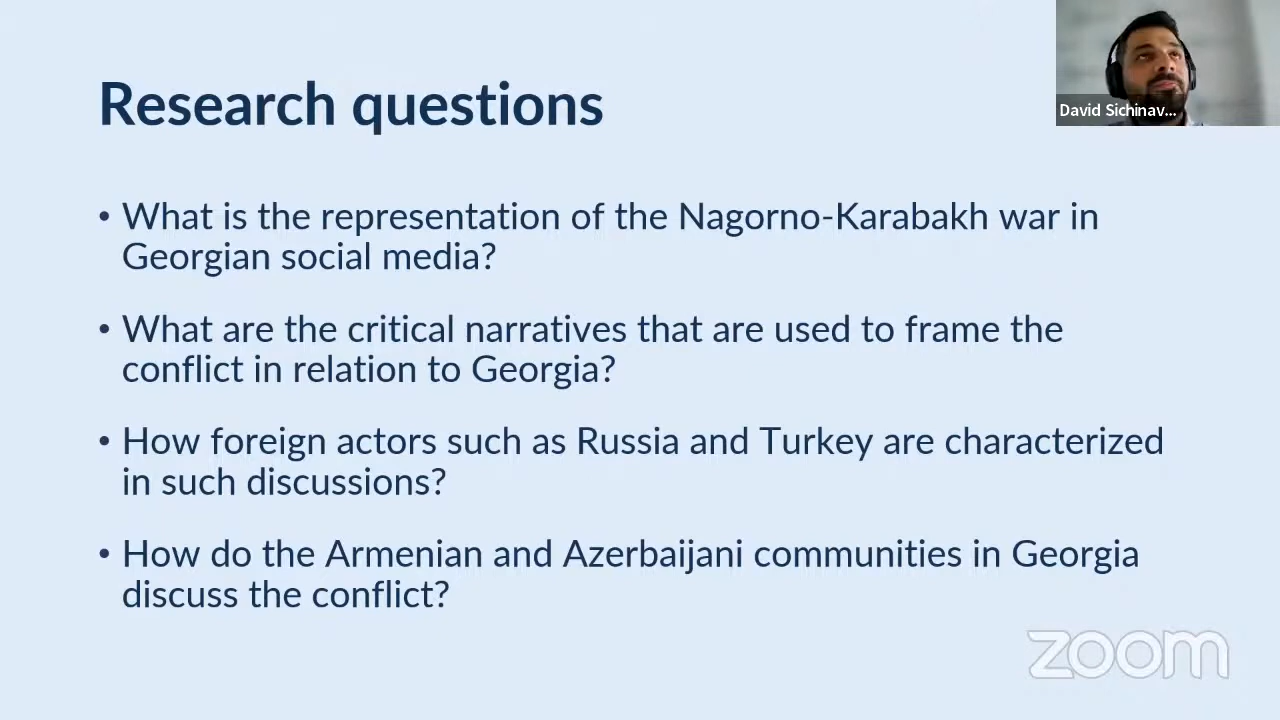 Research questions
David Sichinav...
• What is the representation of the Nagorno-Karabakh war in
Georgian social media?
• What are the critical narratives that are used to frame the
conflict in relation to Georgia?
• How foreign actors such as Russia and Turkey are characterized
in such discussions?
• How do the Armenian and Azerbaijani communities in Georgia
discuss the conflict?
zoom